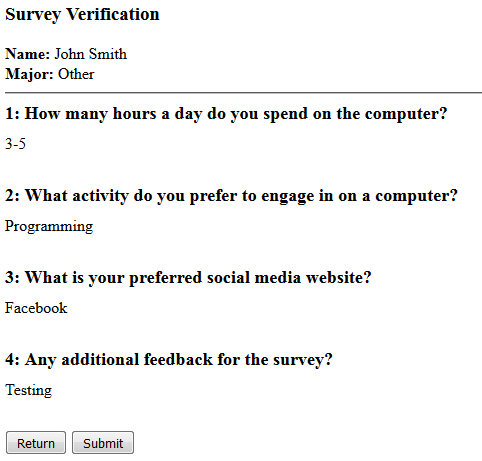 Survey Verification
Name: John Smith
Major: Other
1: How many hours a day do you spend on the computer?
3-5
2: What activity do you prefer to engage in on a computer?
Programming
3: What is your preferred social media website?
Facebook
4: Any additional feedback for the survey?
Testing
Return Submit